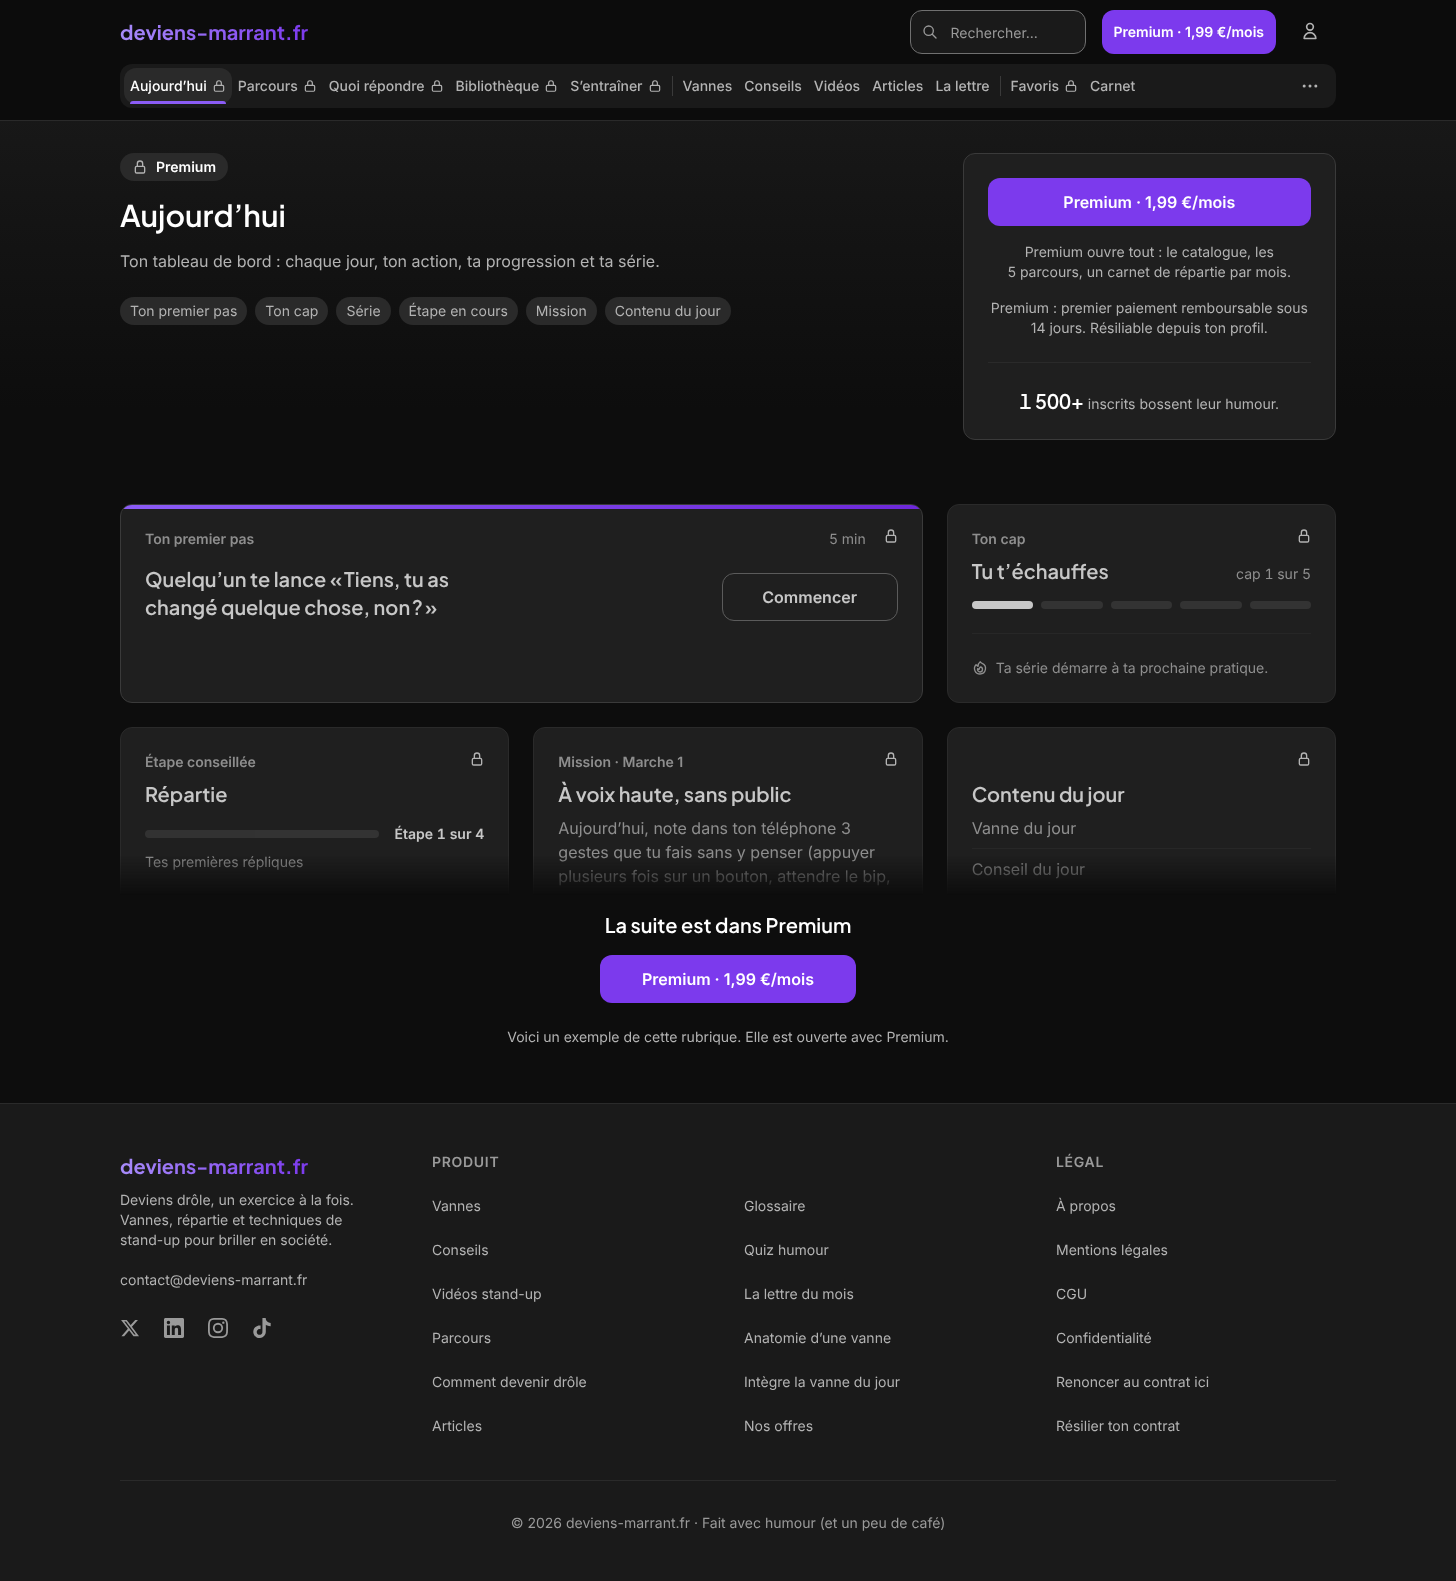 deviens-marrant.fr
Rechercher...
Premium · 1,99 €/mois
Aujourd’hui
Parcours
Quoi répondre
Bibliothèque
S’entraîner
Vannes
Conseils
Vidéos
Articles
La lettre
Favoris
Carnet
Premium
Aujourd’hui
Ton tableau de bord : chaque jour, ton action, ta progression et ta série.
Ton premier pas
Ton cap
Série
Étape en cours
Mission
Contenu du jour
Premium · 1,99 €/mois
Premium ouvre tout : le catalogue, les
5 parcours, un carnet de répartie par mois.
Premium : premier paiement remboursable sous
14 jours. Résiliable depuis ton profil.
1 500+ inscrits bossent leur humour.
Ton premier pas
5 min
Quelqu’un te lance « Tiens, tu as
changé quelque chose, non ? »
Commencer
Ton cap
Tu t’échauffes
cap 1 sur 5
Ta série démarre à ta prochaine pratique.
Étape conseillée
Répartie
Étape 1 sur 4
Tes premières répliques
Mission · Marche 1
À voix haute, sans public
Aujourd’hui, note dans ton téléphone 3
gestes que tu fais sans y penser (appuyer
plusieurs fois sur un bouton, attendre le bip,
Contenu du jour
Vanne du jour
Conseil du jour
La suite est dans Premium
Premium · 1,99 €/mois
Voici un exemple de cette rubrique. Elle est ouverte avec Premium.
deviens-marrant.fr
Deviens drôle, un exercice à la fois.
Vannes, répartie et techniques de
stand-up pour briller en société.
contact@deviens-marrant.fr
PRODUIT
Vannes
Conseils
Vidéos stand-up
Parcours
Comment devenir drôle
Articles
Glossaire
Quiz humour
La lettre du mois
Anatomie d’une vanne
Intègre la vanne du jour
Nos offres
LÉGAL
À propos
Mentions légales
CGU
Confidentialité
Renoncer au contrat ici
Résilier ton contrat
© 2026 deviens-marrant.fr · Fait avec humour (et un peu de café)